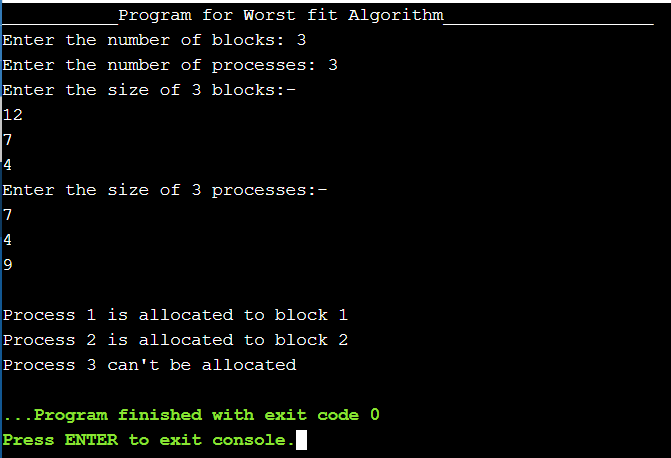 ___________Program for Worst fit Algorithm____________________
Enter the number of blocks: 3
Enter the number of processes: 3
Enter the size of 3 blocks:-
12
7
4
Enter the size of 3 processes:-
7
4
9
Process 1 is allocated to block 1
Process 2 is allocated to block 2
Process 3 can't be allocated
...Program finished with exit code 0
Press ENTER to exit console.